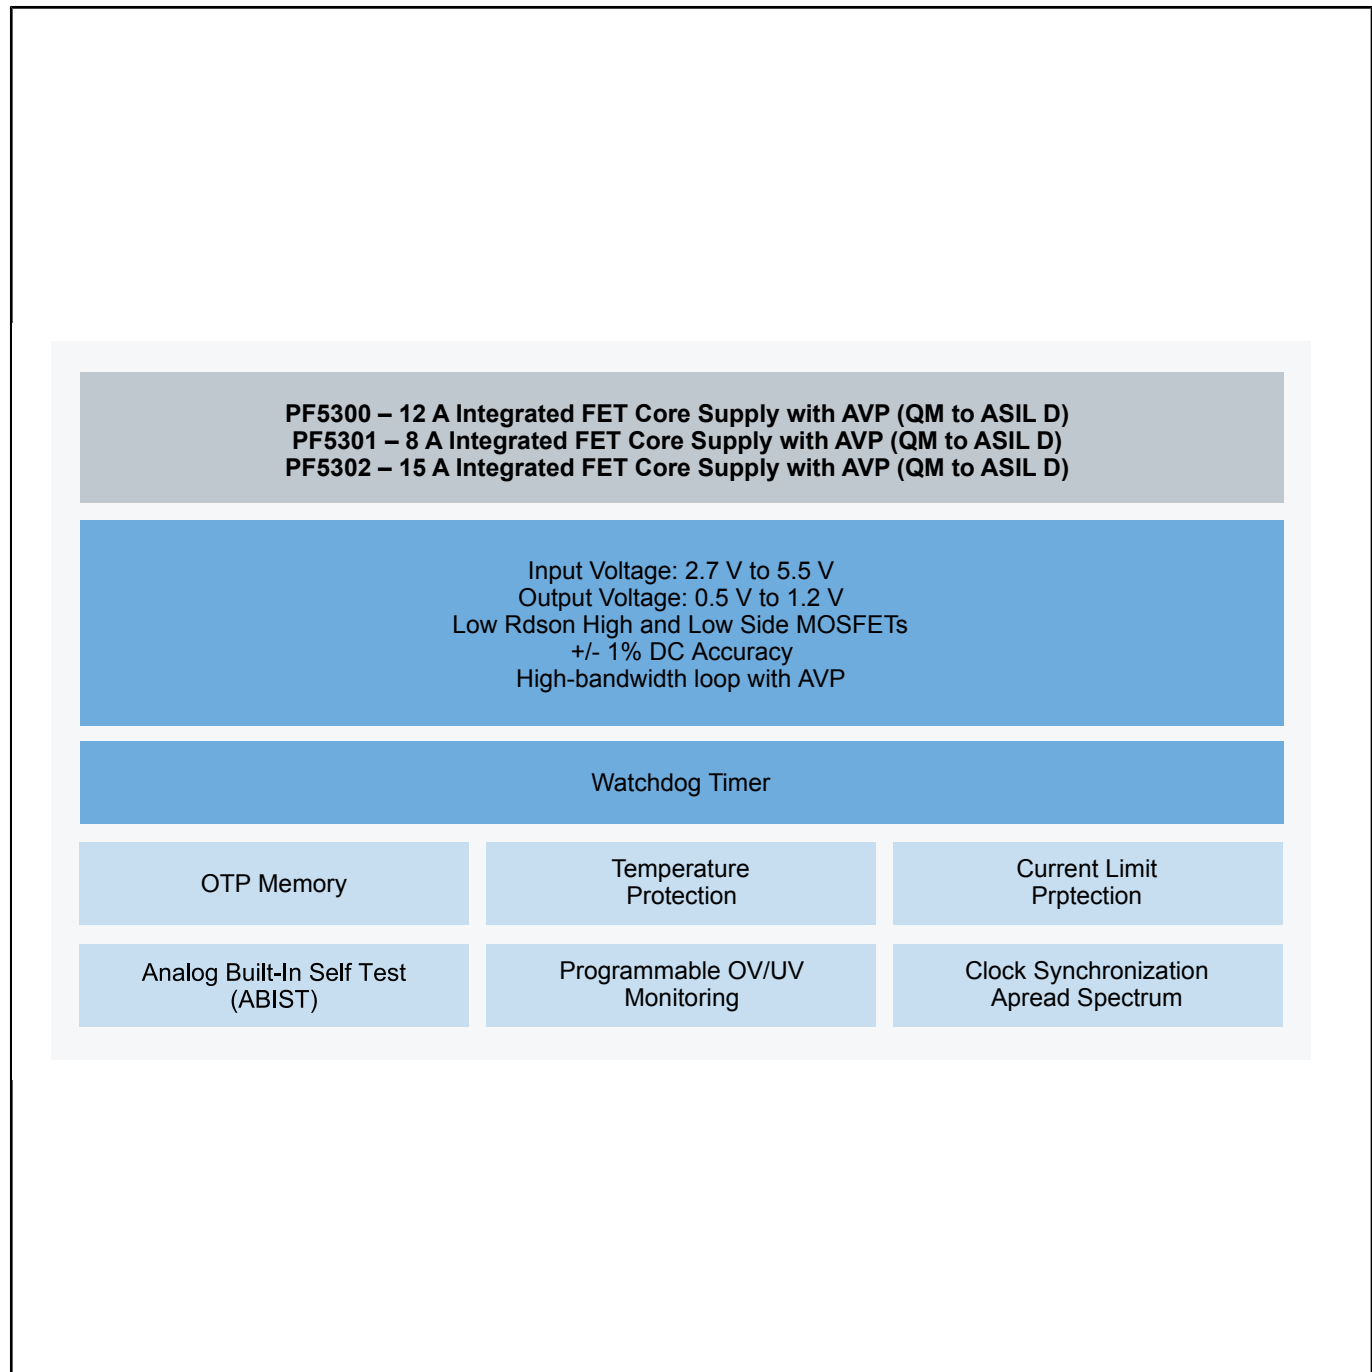 PF5300 – 12 A Integrated FET Core Supply with AVP (QM to ASIL D)
PF5301 – 8 A Integrated FET Core Supply with AVP (QM to ASIL D)
PF5302 – 15 A Integrated FET Core Supply with AVP (QM to ASIL D)
Input Voltage: 2.7 V to 5.5 V
Output Voltage: 0.5 V to 1.2 V
Low Rdson High and Low Side MOSFETs
+/- 1% DC Accuracy
High-bandwidth loop with AVP
Watchdog Timer
OTP Memory
Temperature
Protection
Current Limit
Prptection
Analog Built-In Self Test
(ABIST)
Programmable OV/UV
Monitoring
Clock Synchronization
Apread Spectrum